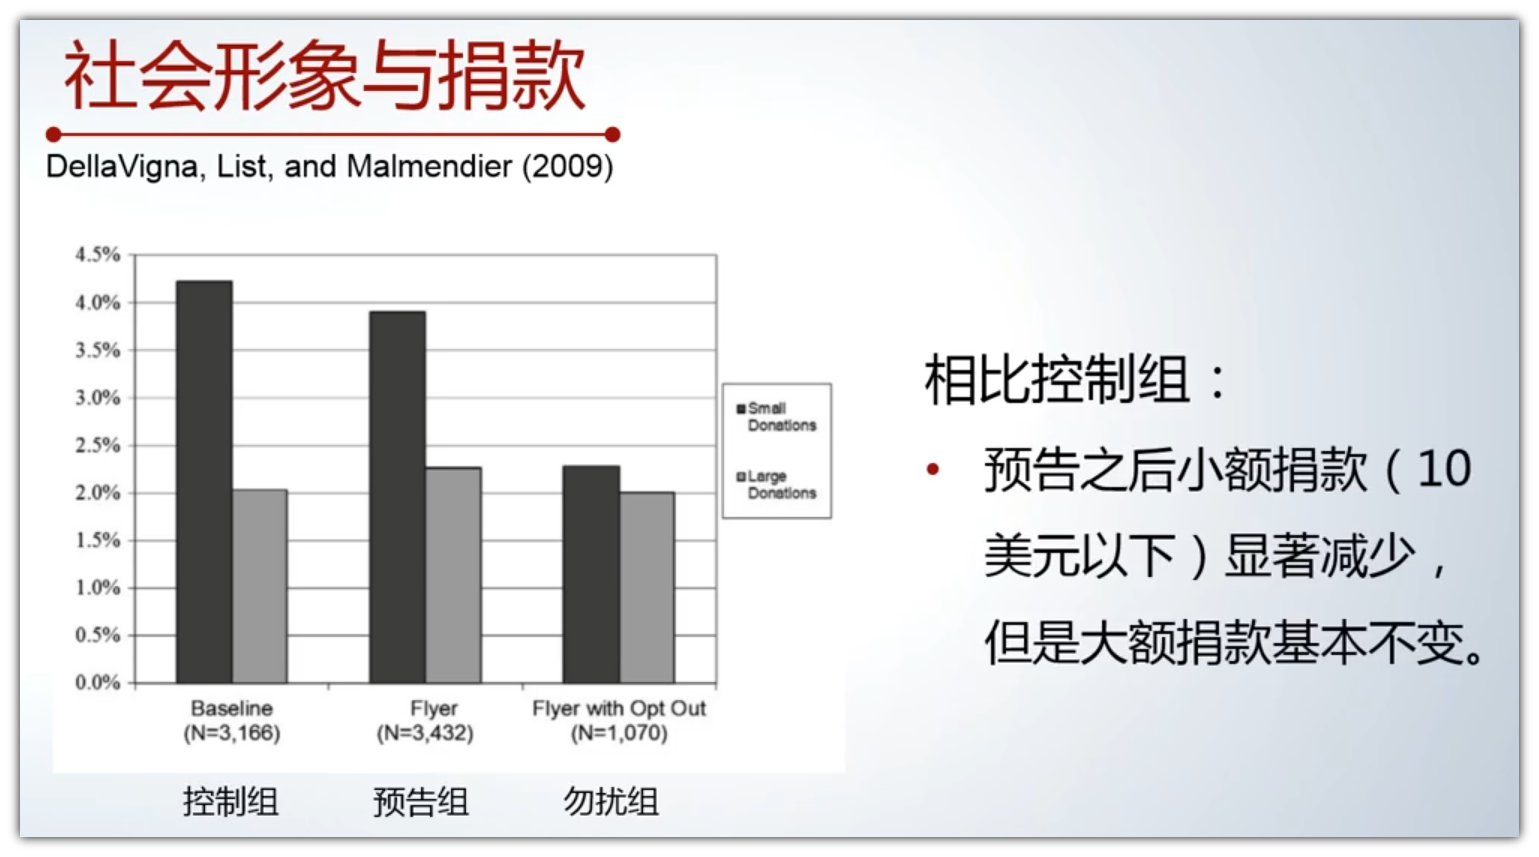 社会形象与捐款
DellaVigna, List, and Malmendier (2009)
4.5%
4.0%
3.5%
3.0%
2.5%
2.0%
1.5%
1.0%
0.5%
0.0%
Baseline
(N=3,166)
Flyer
(N=3,432)
Flyer with Opt Out
(N=1,070)
Small
Donations
Large
Donations
控制组
预告组
勿扰组
相比控制组：
• 预告之后小额捐款（10
美元以下）显著减少，
但是大额捐款基本不变。